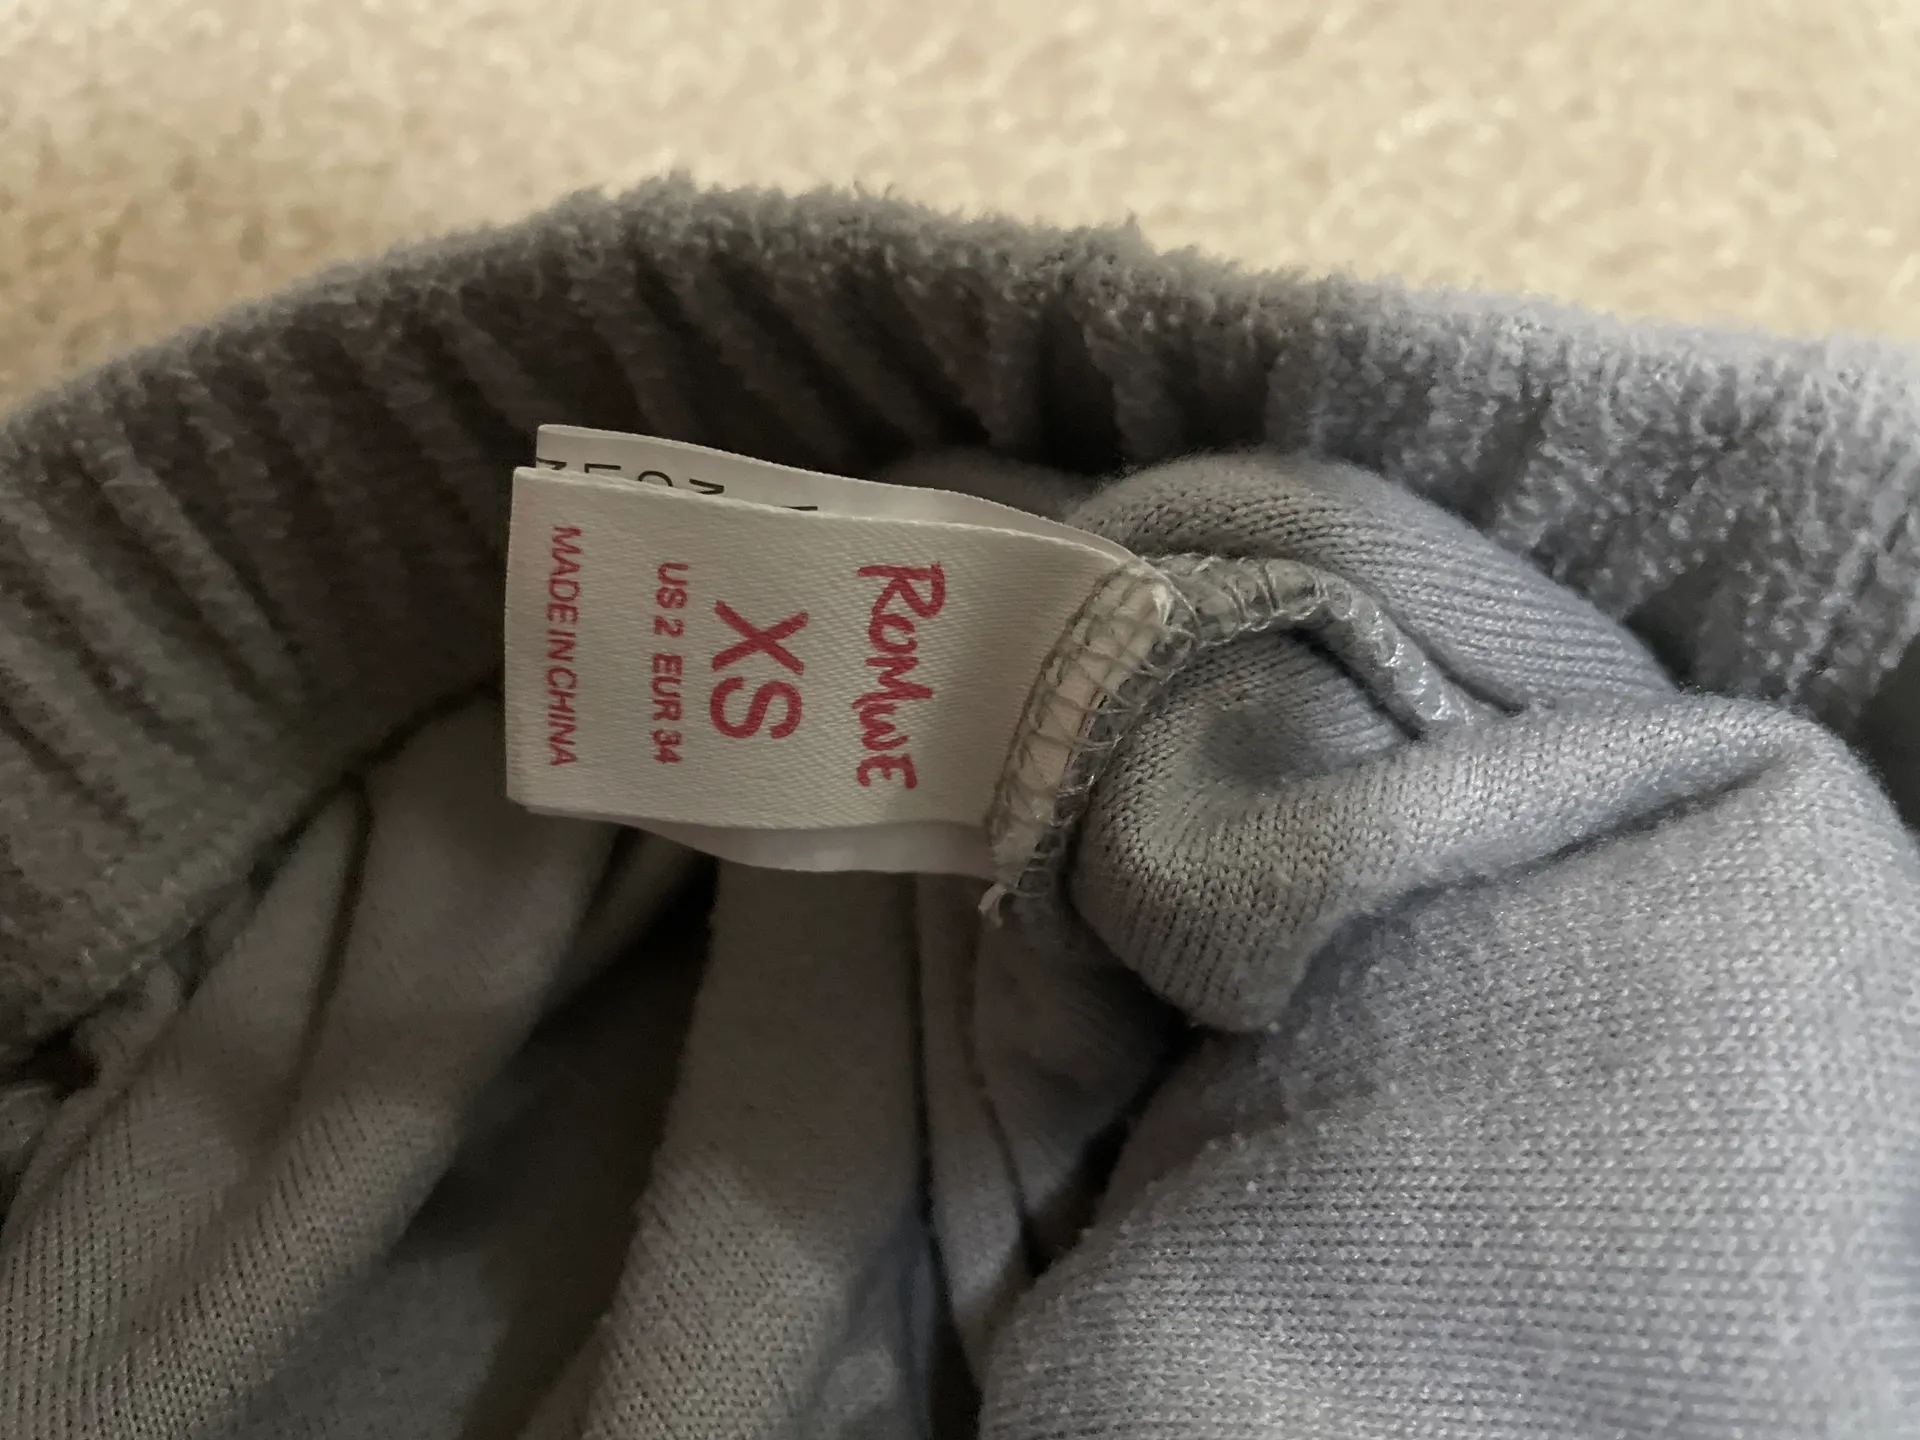 ROMWE
XS
US 2 EUR 34
MADE IN CHINA